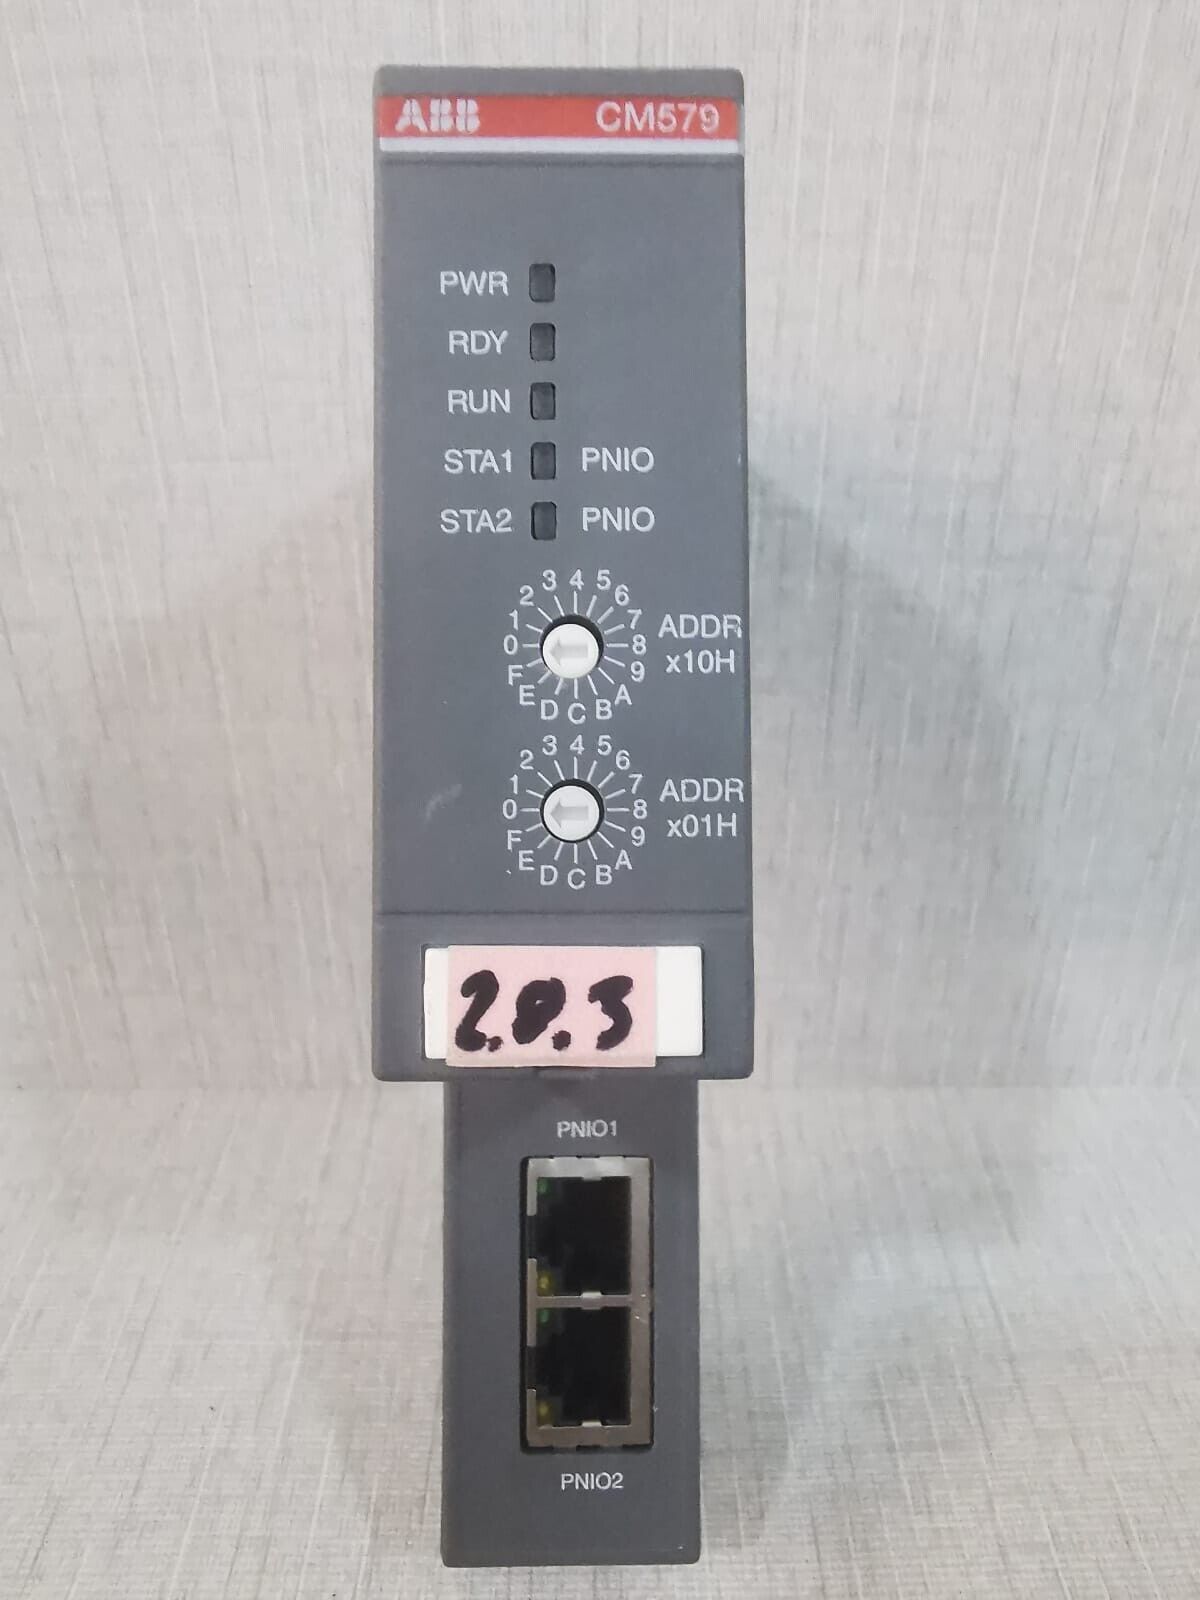 ABB CM579
PWR
RDY
RUN
STA1 PNIO
STA2 PNIO
0 1 2 3 4 5 6 7 8 9 A B C D E F
ADDR
x10H
0 1 2 3 4 5 6 7 8 9 A B C D E F
ADDR
x01H
2.0.3
PNIO1
PNIO2